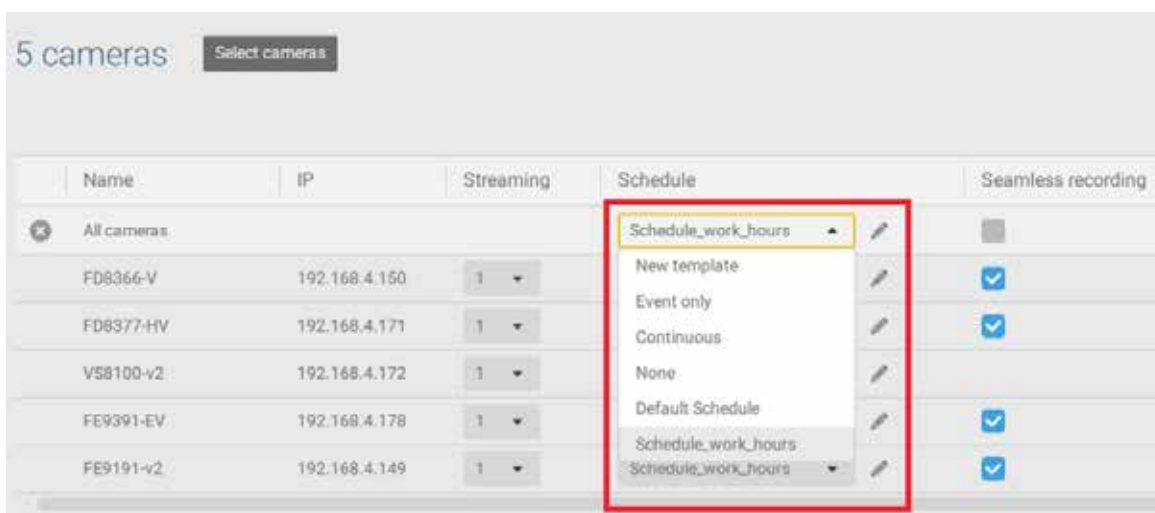 5 cameras Select cameras
Name IP Streaming Schedule Seamless recording
All cameras Schedule_work_hours
New template
FD8366-V 192.168.4.150 1
Event only
FD8377-HV 192.168.4.171 1
Continuous
VS8100-v2 192.168.4.172 1
None
Default Schedule
FE9391-EV 192.168.4.178 1
Schedule_work_hours
FE9191-v2 192.168.4.149 1 Schedule_work_hours